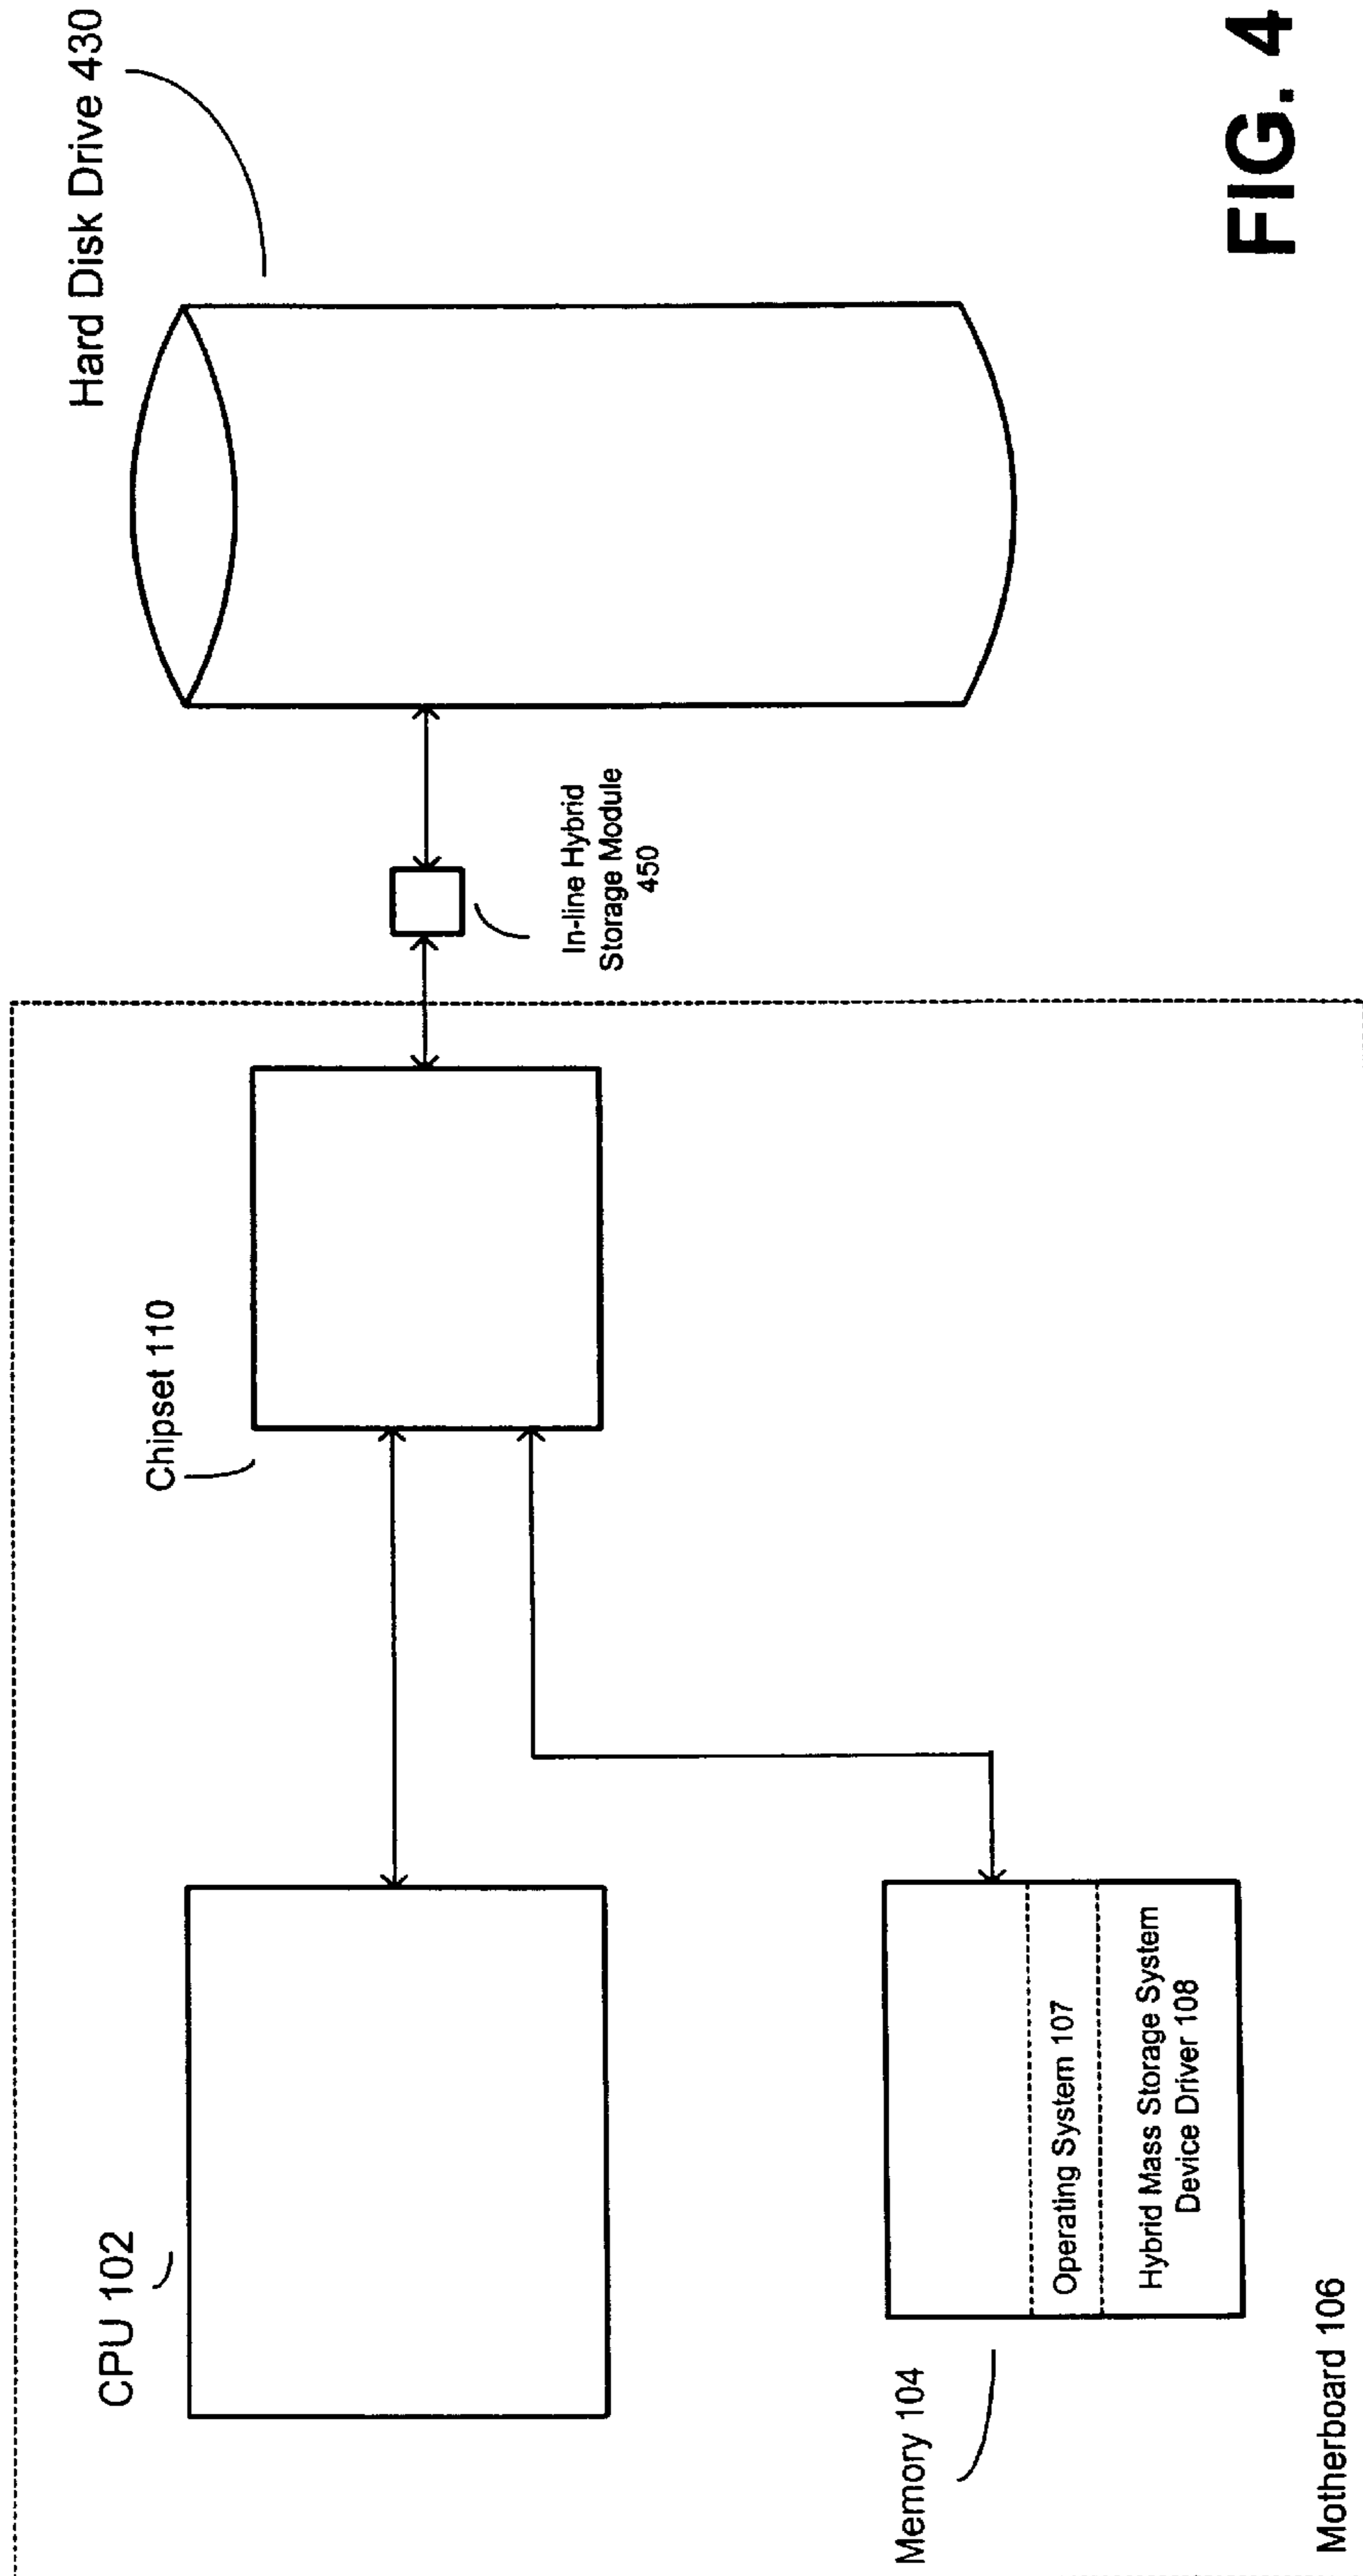 CPU 102
Chipset 110
Hard Disk Drive 430
In-line Hybrid
Storage Module
450
Memory 104
Operating System 107
Hybrid Mass Storage System
Device Driver 108
Motherboard 106
FIG. 4